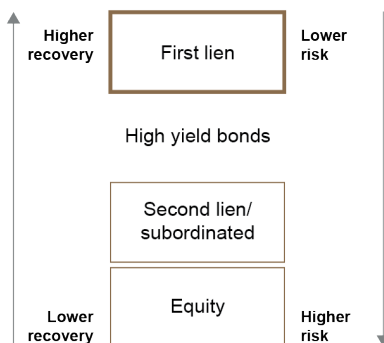 Higher
recovery
First lien
Lower
risk
High yield bonds
Second lien/
subordinated
Equity
Lower
recovery
Higher
risk